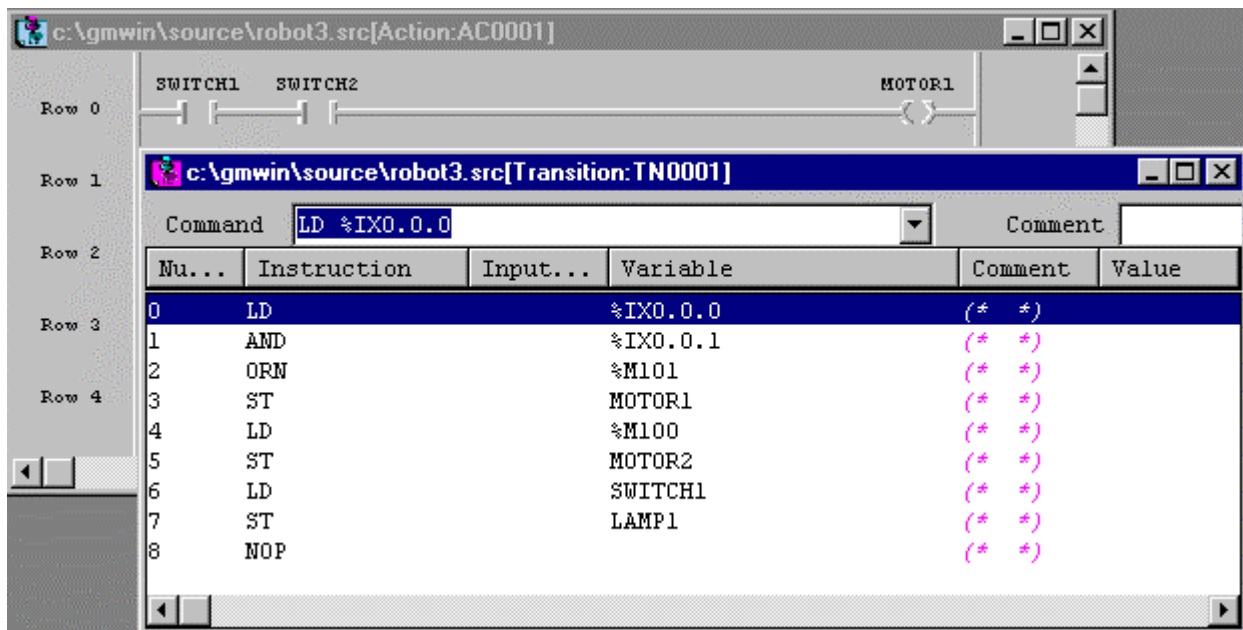 c:\gmwin\source\robot3.src[Action:AC0001]
SWITCH1 SWITCH2 MOTOR1
Row 0
Row 1
Row 2
Row 3
Row 4
c:\gmwin\source\robot3.src[Transition:TN0001]
Command LD %IX0.0.0 Comment
Nu... Instruction Input... Variable Comment Value
0 LD %IX0.0.0 (* *)
1 AND %IX0.0.1 (* *)
2 ORN %M101 (* *)
3 ST MOTOR1 (* *)
4 LD %M100 (* *)
5 ST MOTOR2 (* *)
6 LD SWITCH1 (* *)
7 ST LAMP1 (* *)
8 NOP (* *)